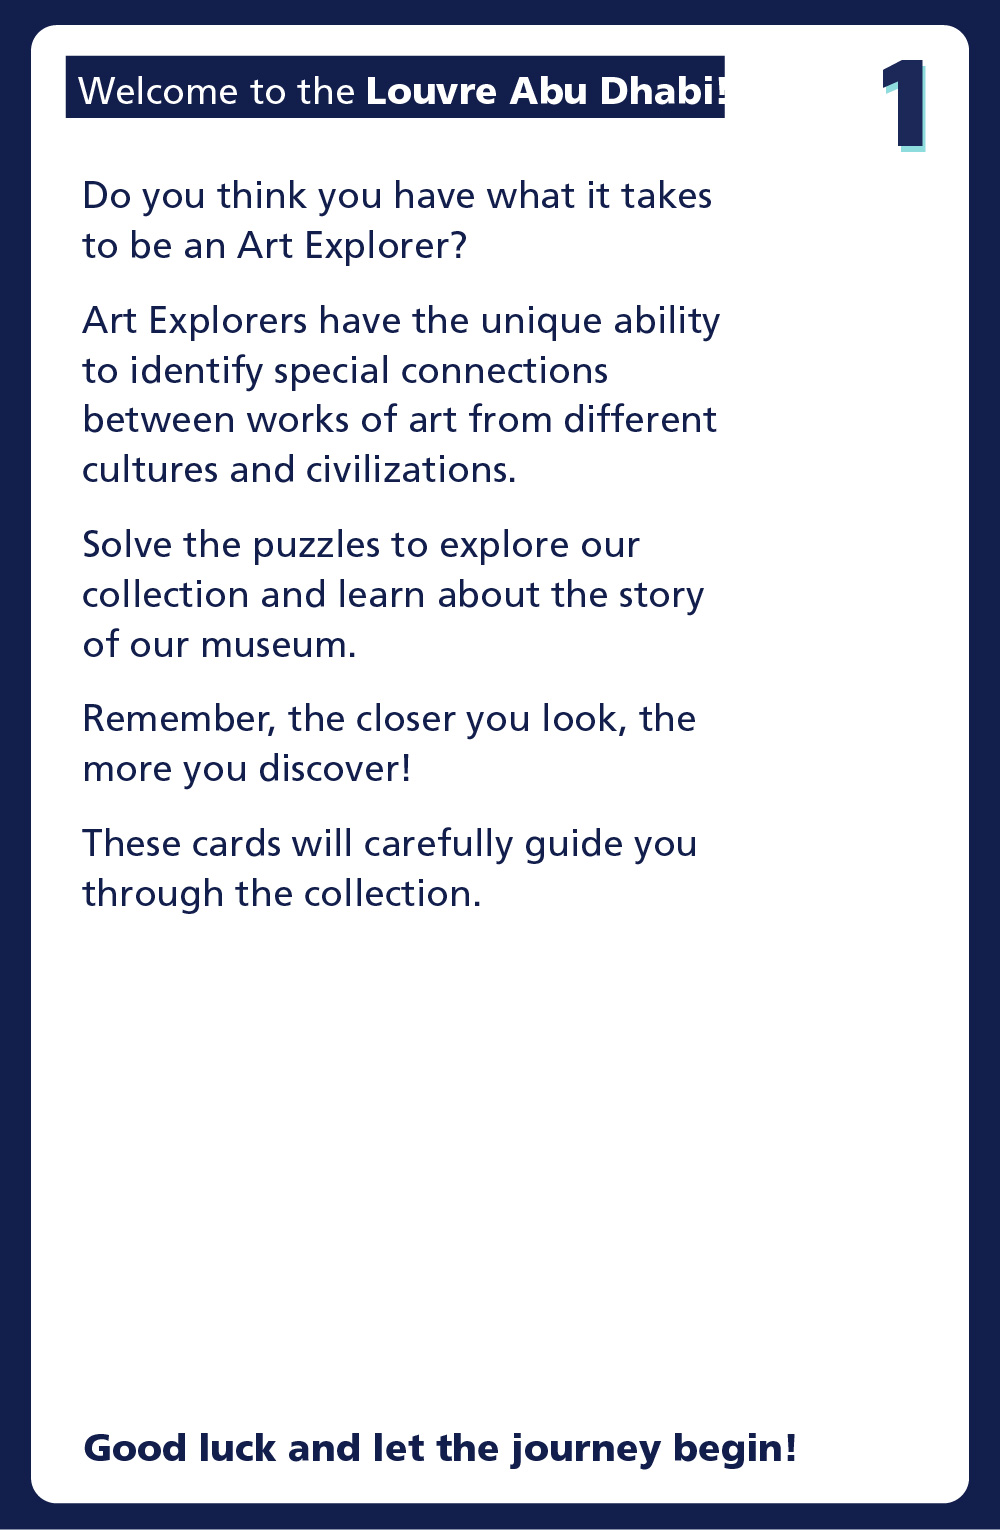 Welcome to the Louvre Abu Dhabi!
1
Do you think you have what it takes
to be an Art Explorer?
Art Explorers have the unique ability
to identify special connections
between works of art from different
cultures and civilizations.
Solve the puzzles to explore our
collection and learn about the story
of our museum.
Remember, the closer you look, the
more you discover!
These cards will carefully guide you
through the collection.
Good luck and let the journey begin!